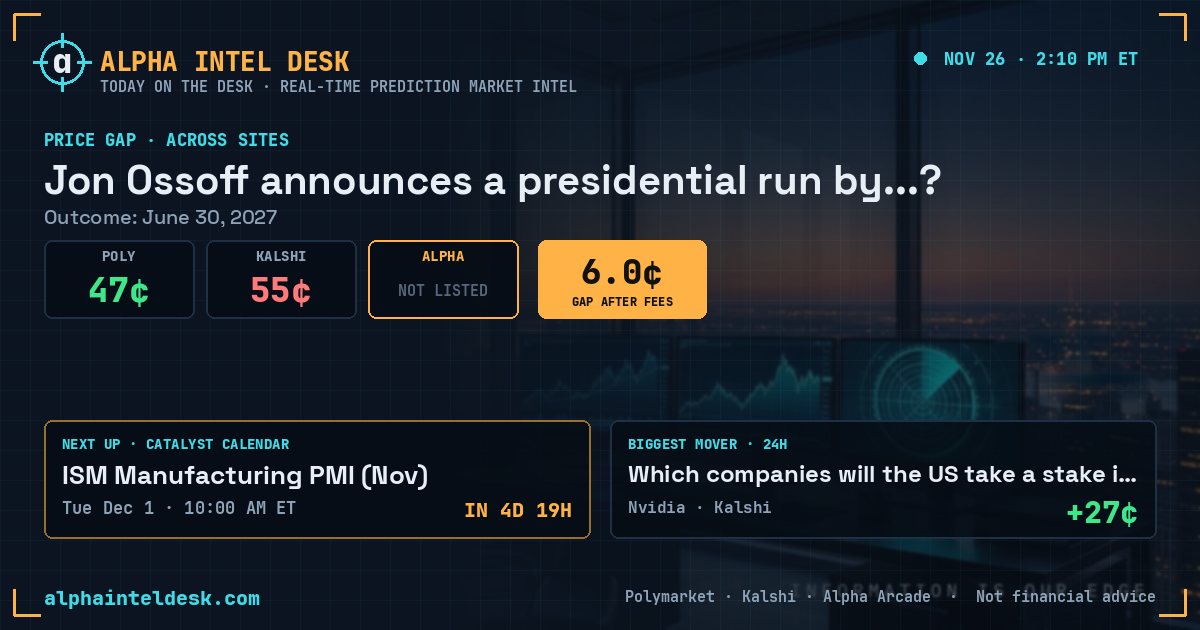 α
ALPHA INTEL DESK
TODAY ON THE DESK · REAL-TIME PREDICTION MARKET INTEL
NOV 26 · 2:10 PM ET
PRICE GAP · ACROSS SITES
Jon Ossoff announces a presidential run by...?
Outcome: June 30, 2027
POLY
47¢
KALSHI
55¢
ALPHA
NOT LISTED
6.0¢
GAP AFTER FEES
NEXT UP · CATALYST CALENDAR
ISM Manufacturing PMI (Nov)
Tue Dec 1 · 10:00 AM ET
IN 4D 19H
BIGGEST MOVER · 24H
Which companies will the US take a stake i...
Nvidia · Kalshi
+27¢
INFORMATION IS OUR EDGE
alphainteldesk.com
Polymarket · Kalshi · Alpha Arcade · Not financial advice